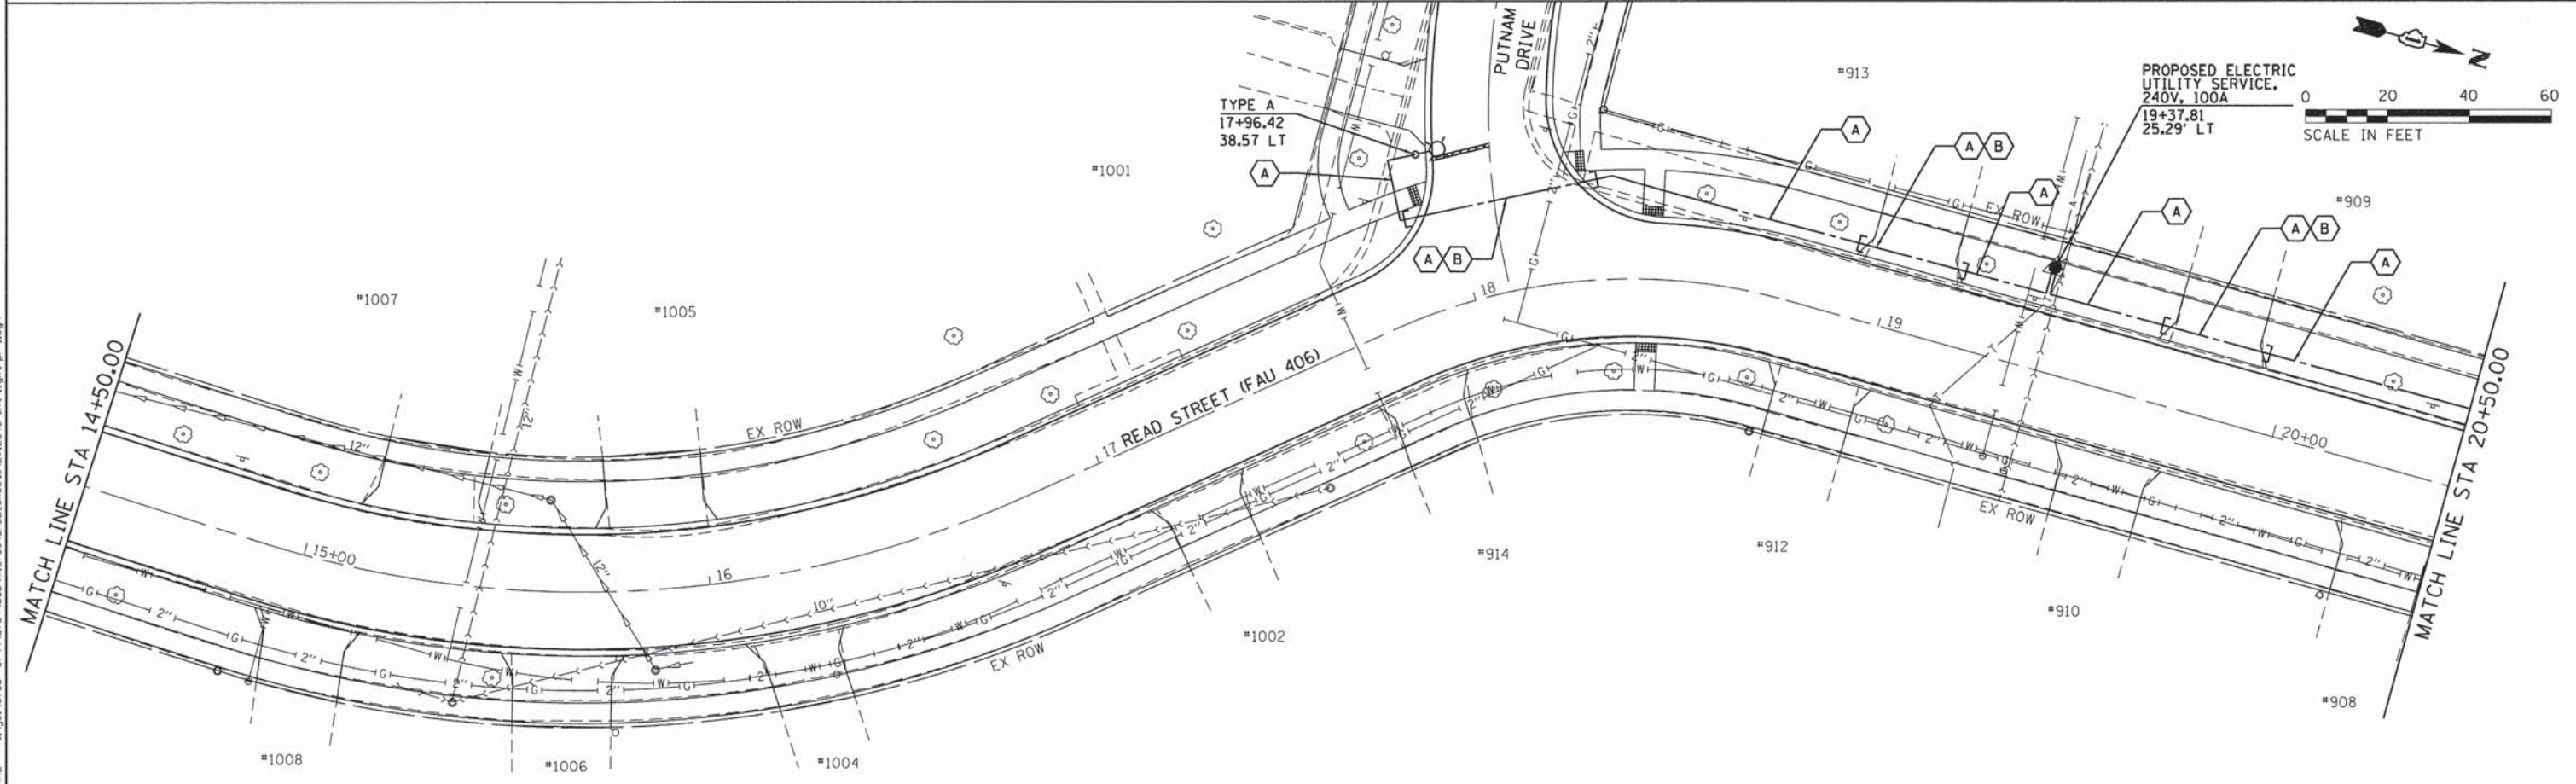 PUTNAM
DRIVE
N
PROPOSED ELECTRIC
UTILITY SERVICE,
240V, 100A
19+37.81
25.29' LT
0 20 40 60
SCALE IN FEET
TYPE A
17+96.42
38.57 LT
#913
#1001
#909
A
A
A B
A
A
A B
A
A B
EX ROW
#1007
#1005
EX ROW
18
19
20+00
17 READ STREET (FAU 406)
15+00
16
MATCH LINE STA 14+50.00
MATCH LINE STA 20+50.00
12"
12"
12"
10"
2"
G
W
EX ROW
EX ROW
#914
#912
#910
#908
#1002
#1004
#1006
#1008